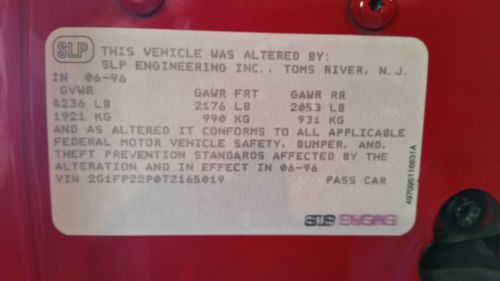 SLP THIS VEHICLE WAS ALTERED BY:
SLP ENGINEERING INC., TOMS RIVER, N.J.
IN 06-96
GVWR GAWR FRT GAWR RR
4236 LB 2176 LB 2053 LB
1921 KG 990 KG 931 KG
AND AS ALTERED IT CONFORMS TO ALL APPLICABLE
FEDERAL MOTOR VEHICLE SAFETY, BUMPER, AND,
THEFT PREVENTION STANDARDS AFFECTED BY THE
ALTERATION AND IN EFFECT IN 06-96
VIN 2G1FP22P0T2165019 PASS CAR
497095116631A